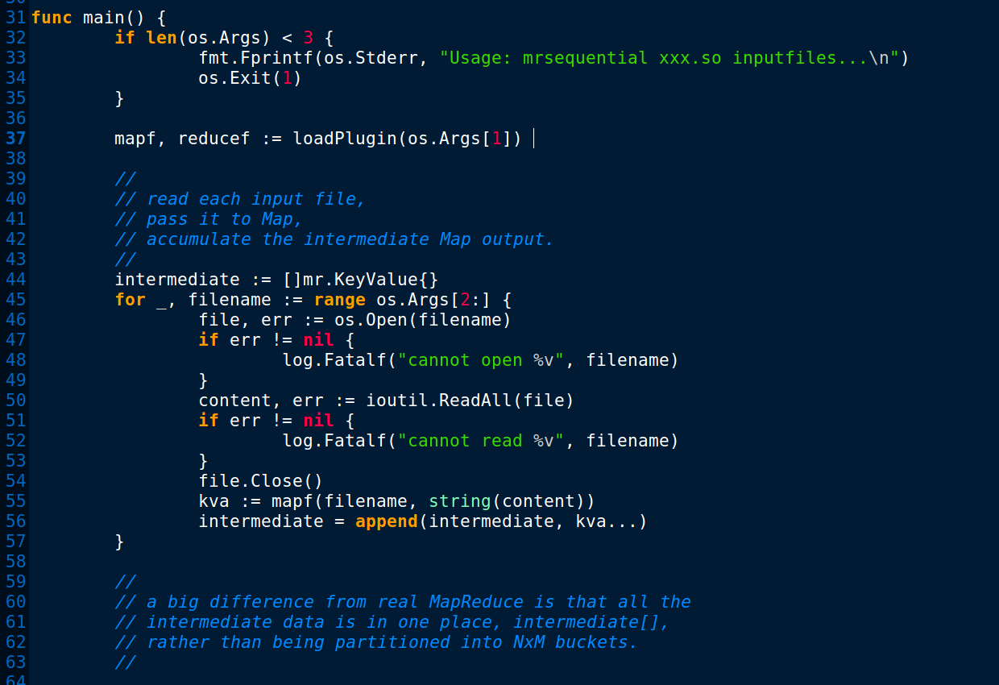 31 func main() {
32         if len(os.Args) < 3 {
33                 fmt.Fprintf(os.Stderr, "Usage: mrsequential xxx.so inputfiles...\n")
34                 os.Exit(1)
35         }
36
37         mapf, reducef := loadPlugin(os.Args[1])
38
39         //
40         // read each input file,
41         // pass it to Map,
42         // accumulate the intermediate Map output.
43         //
44         intermediate := []mr.KeyValue{}
45         for _, filename := range os.Args[2:] {
46                 file, err := os.Open(filename)
47                 if err != nil {
48                         log.Fatalf("cannot open %v", filename)
49                 }
50                 content, err := ioutil.ReadAll(file)
51                 if err != nil {
52                         log.Fatalf("cannot read %v", filename)
53                 }
54                 file.Close()
55                 kva := mapf(filename, string(content))
56                 intermediate = append(intermediate, kva...)
57         }
58
59         //
60         // a big difference from real MapReduce is that all the
61         // intermediate data is in one place, intermediate[],
62         // rather than being partitioned into NxM buckets.
63         //
64